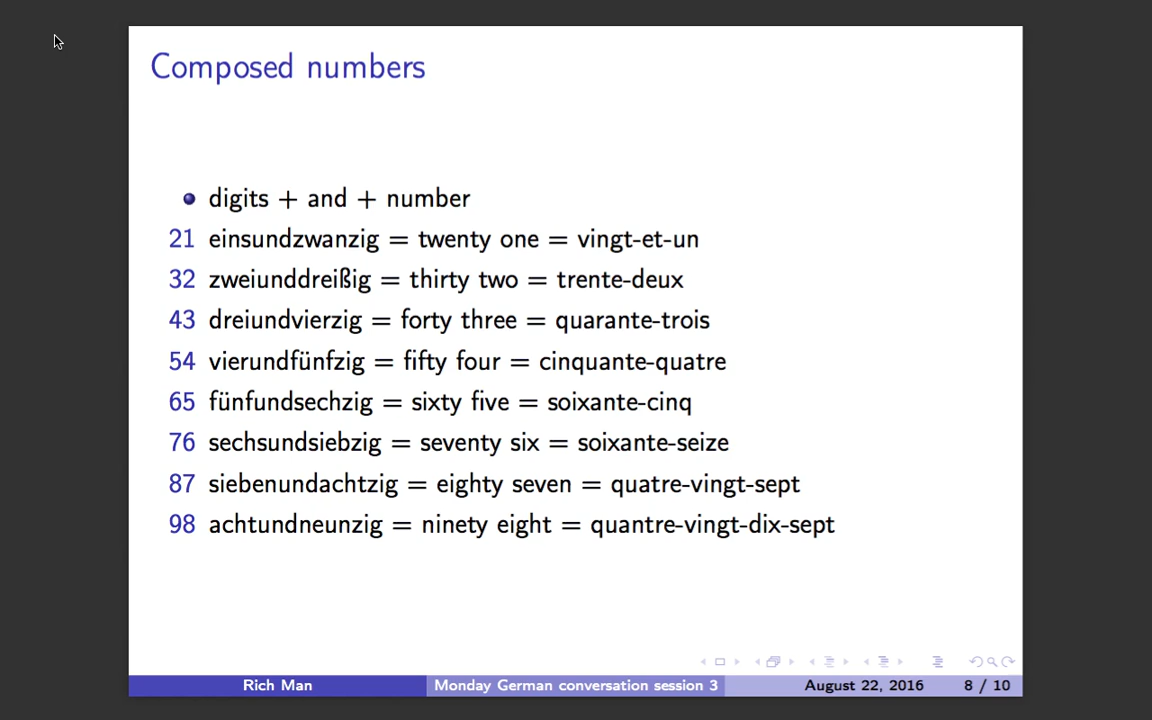 Composed numbers
digits + and + number
21 einsundzwanzig = twenty one = vingt-et-un
32 zweiunddreißig = thirty two = trente-deux
43 dreiundvierzig = forty three = quarante-trois
54 vierundfünfzig = fifty four = cinquante-quatre
65 fünfundsechzig = sixty five = soixante-cinq
76 sechsundsiebzig = seventy six = soixante-seize
87 siebenundachtzig = eighty seven = quatre-vingt-sept
98 achtundneunzig = ninety eight = quantre-vingt-dix-sept
Rich Man Monday German conversation session 3 August 22, 2016 8 / 10